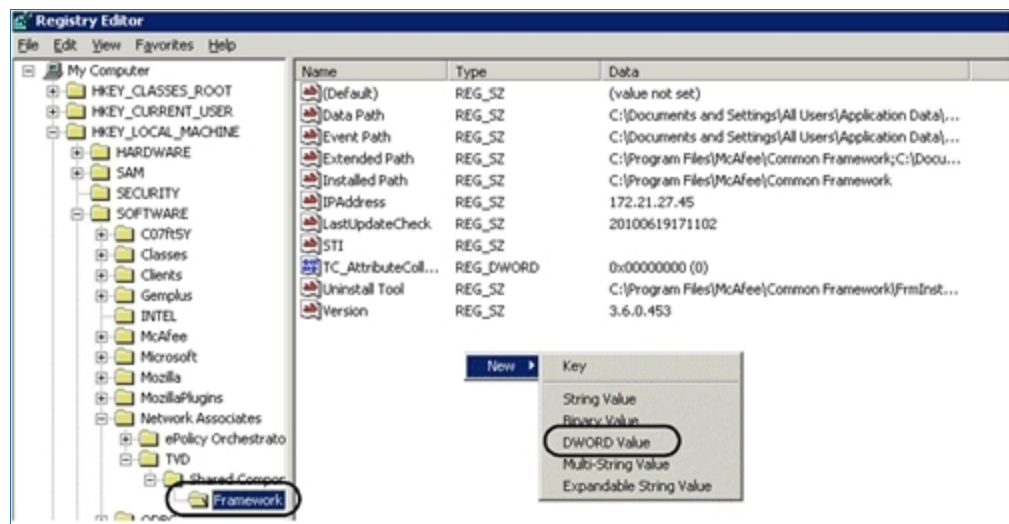 Registry Editor
File Edit View Favorites Help
My Computer
HKEY_CLASSES_ROOT
HKEY_CURRENT_USER
HKEY_LOCAL_MACHINE
HARDWARE
SAM
SECURITY
SOFTWARE
C07ft5Y
Classes
Clients
Gemplus
INTEL
McAfee
Microsoft
Mozilla
MozillaPlugins
Network Associates
ePolicy Orchestrato
TVD
Shared Compor
Framework
ODBC
Name Type Data
(Default) REG_SZ (value not set)
Data Path REG_SZ C:\Documents and Settings\All Users\Application Data\...
Event Path REG_SZ C:\Documents and Settings\All Users\Application Data\...
Extended Path REG_SZ C:\Program Files\McAfee\Common Framework;C:\Docu...
Installed Path REG_SZ C:\Program Files\McAfee\Common Framework
IPAddress REG_SZ 172.21.27.45
LastUpdateCheck REG_SZ 20100619171102
STI REG_SZ
TC_AttributeColl... REG_DWORD 0x00000000 (0)
Uninstall Tool REG_SZ C:\Program Files\McAfee\Common Framework\FrmInst...
Version REG_SZ 3.6.0.453
New
Key
String Value
Binary Value
DWORD Value
Multi-String Value
Expandable String Value